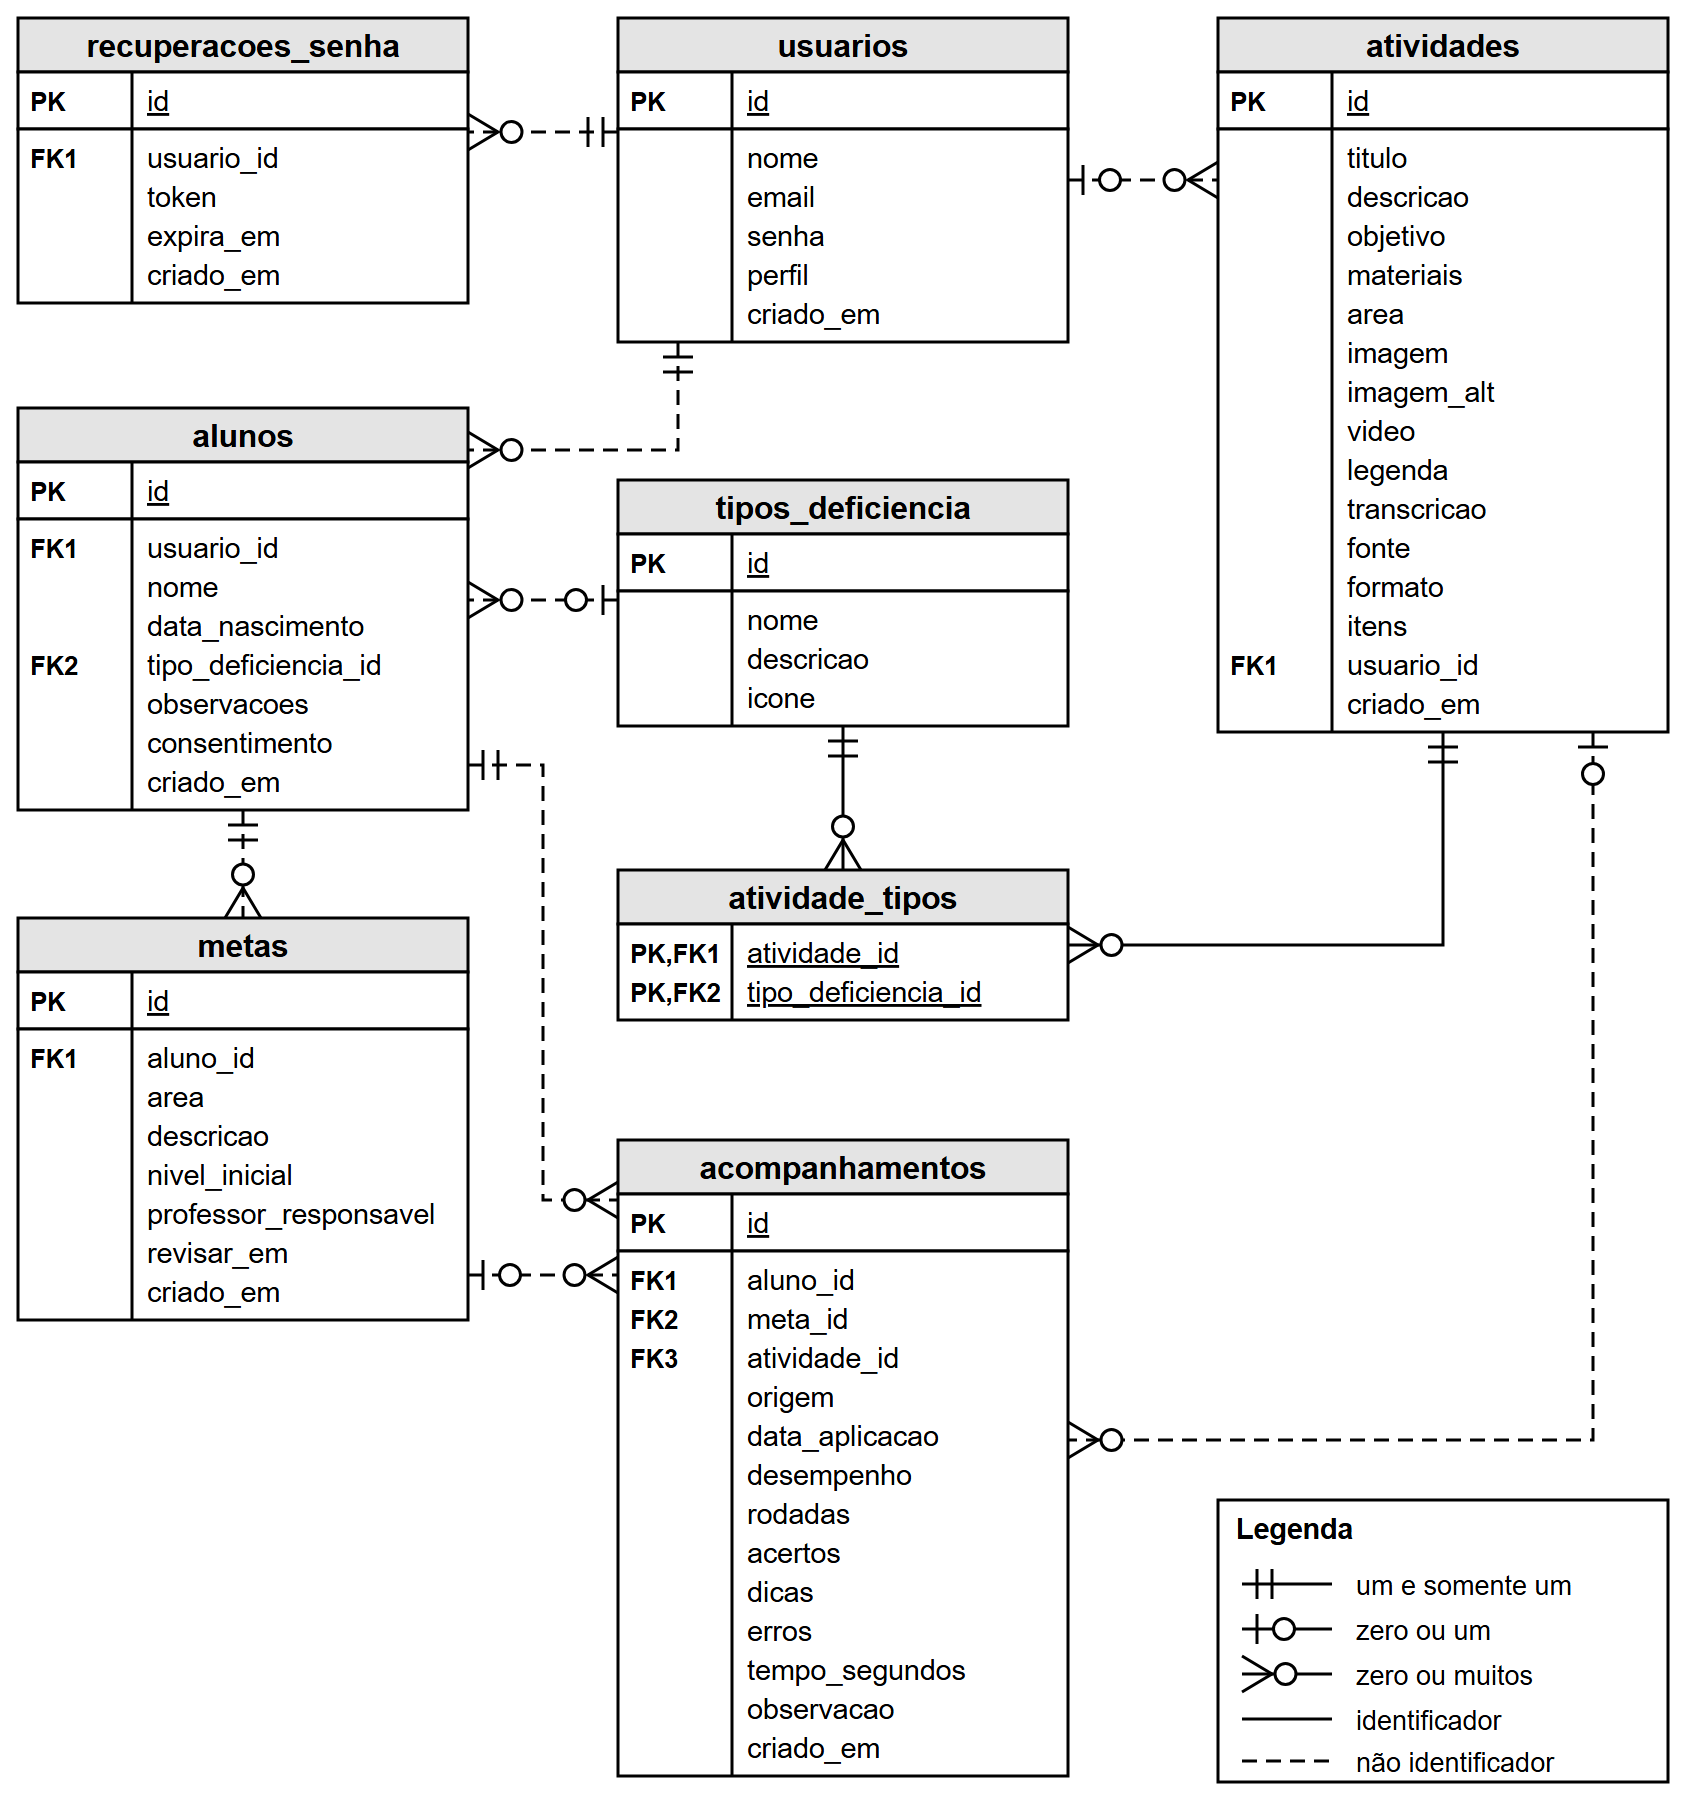 recuperacoes_senha
PK id
FK1 usuario_id
token
expira_em
criado_em
usuarios
PK id
nome
email
senha
perfil
criado_em
atividades
PK id
titulo
descricao
objetivo
materiais
area
imagem
imagem_alt
video
legenda
transcricao
fonte
formato
itens
FK1 usuario_id
criado_em
alunos
PK id
FK1 usuario_id
nome
data_nascimento
FK2 tipo_deficiencia_id
observacoes
consentimento
criado_em
tipos_deficiencia
PK id
nome
descricao
icone
atividade_tipos
PK,FK1 atividade_id
PK,FK2 tipo_deficiencia_id
metas
PK id
FK1 aluno_id
area
descricao
nivel_inicial
professor_responsavel
revisar_em
criado_em
acompanhamentos
PK id
FK1 aluno_id
FK2 meta_id
FK3 atividade_id
origem
data_aplicacao
desempenho
rodadas
acertos
dicas
erros
tempo_segundos
observacao
criado_em
Legenda
um e somente um
zero ou um
zero ou muitos
identificador
não identificador